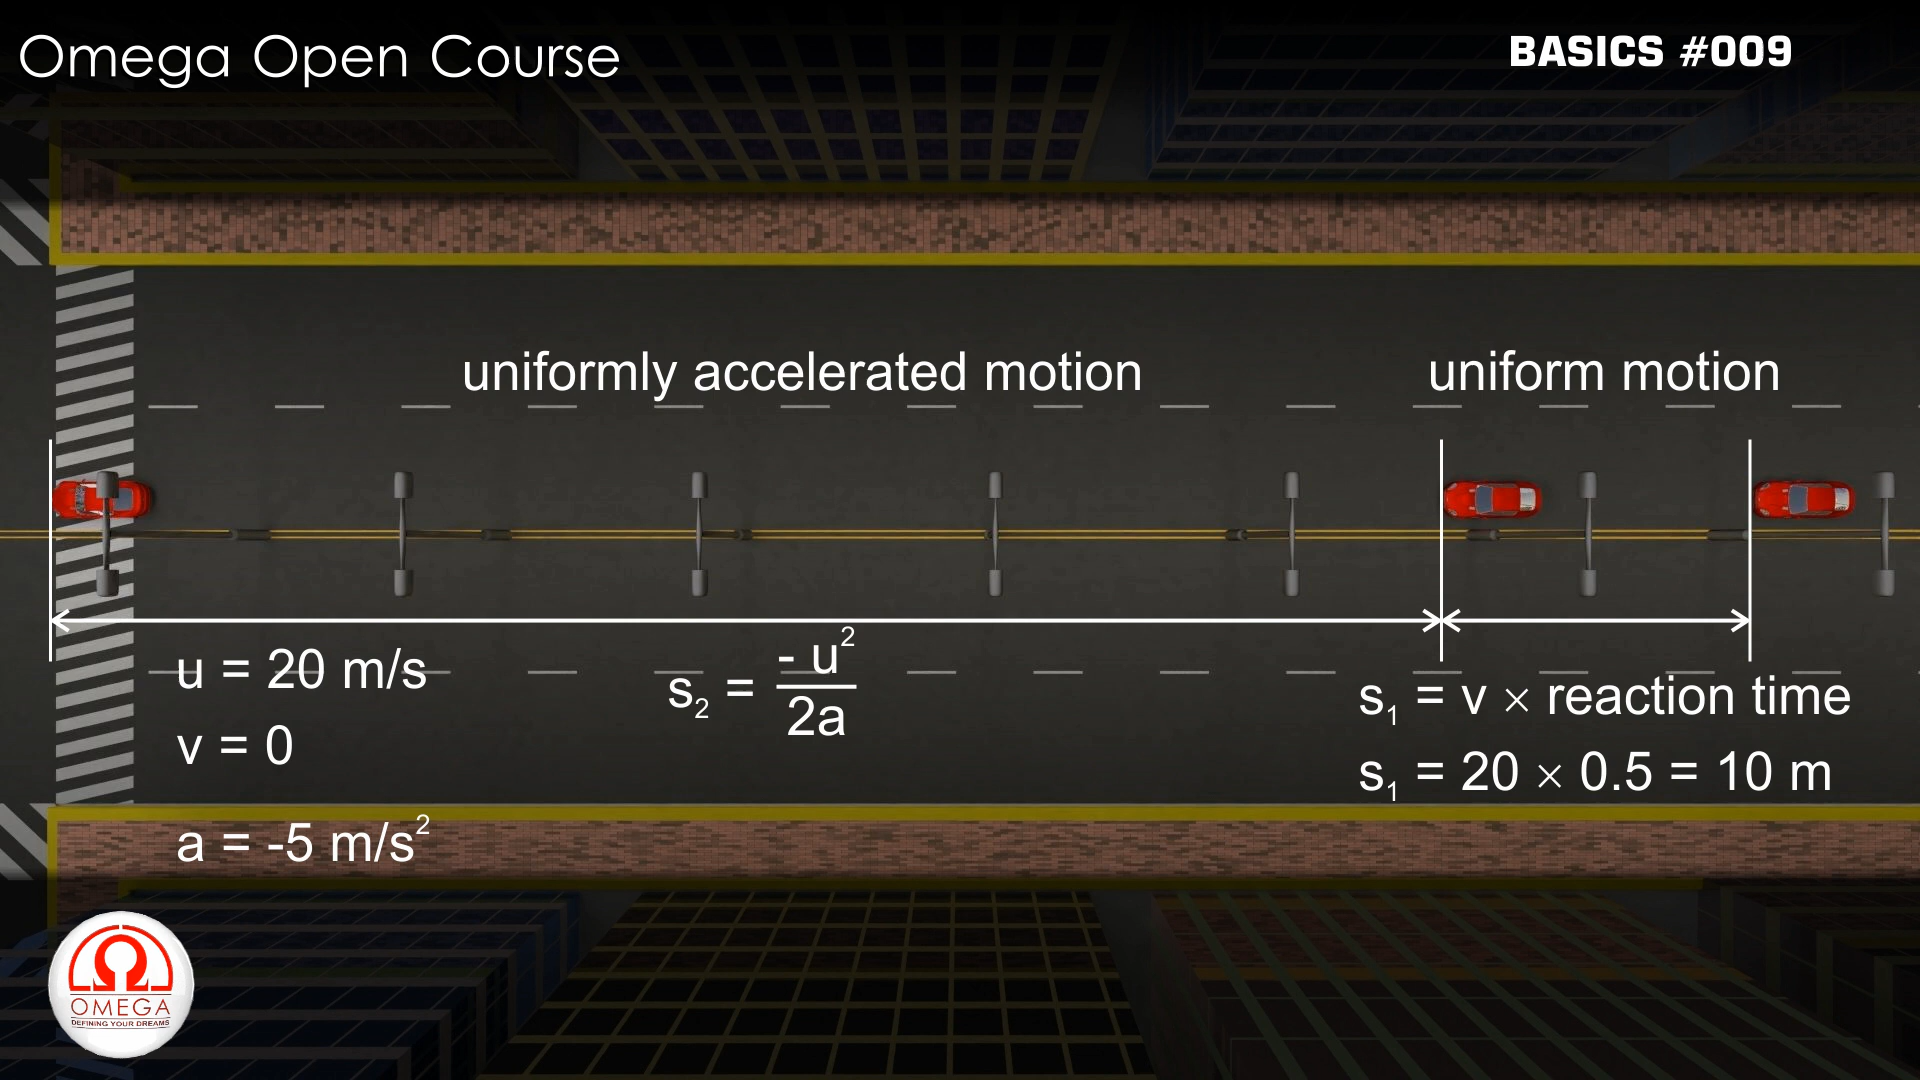 Omega Open Course
BASICS #009
uniformly accelerated motion
uniform motion
u = 20 m/s
v = 0
a = -5 m/s²
s₂ = - u² / 2a
s₁ = v × reaction time
s₁ = 20 × 0.5 = 10 m
OMEGA
DEFINING YOUR DREAMS